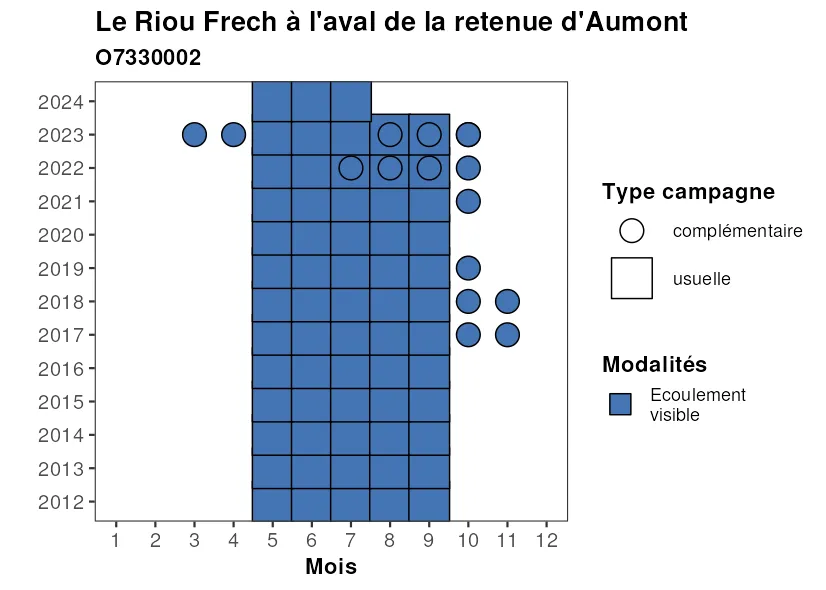 Le Riou Frech à l'aval de la retenue d'Aumont
O7330002
2024
2023
2022
2021
2020
2019
2018
2017
2016
2015
2014
2013
2012
1 2 3 4 5 6 7 8 9 10 11 12
Mois
Type campagne
complémentaire
usuelle
Modalités
Ecoulement
visible